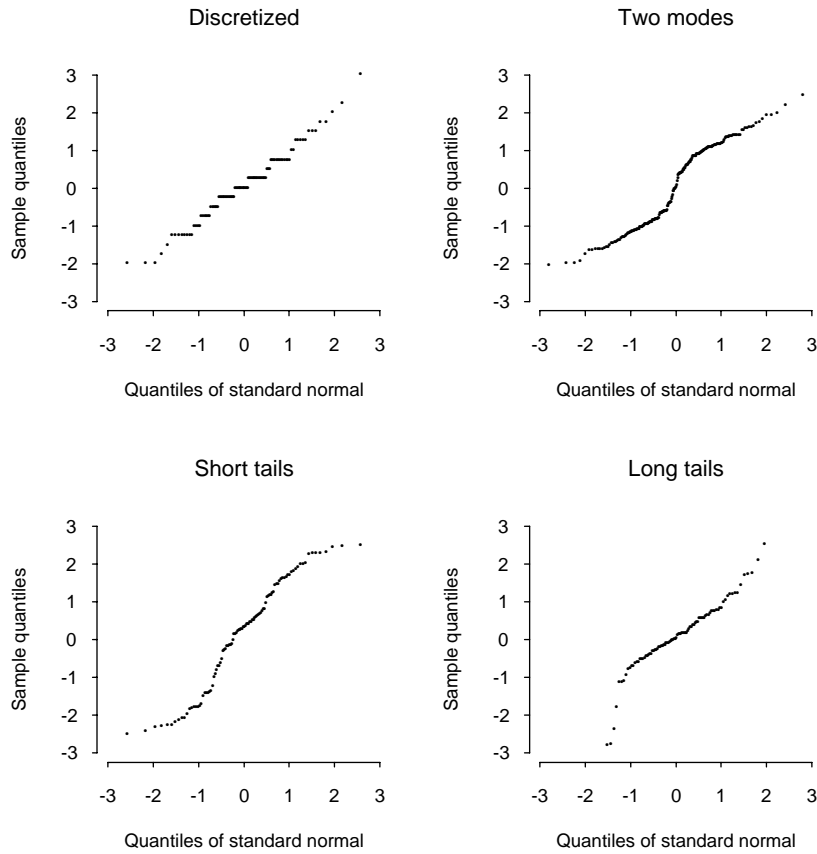 Discretized
Sample quantiles
3
2
1
0
-1
-2
-3
-3 -2 -1 0 1 2 3
Quantiles of standard normal
Two modes
Sample quantiles
3
2
1
0
-1
-2
-3
-3 -2 -1 0 1 2 3
Quantiles of standard normal
Short tails
Sample quantiles
3
2
1
0
-1
-2
-3
-3 -2 -1 0 1 2 3
Quantiles of standard normal
Long tails
Sample quantiles
3
2
1
0
-1
-2
-3
-3 -2 -1 0 1 2 3
Quantiles of standard normal